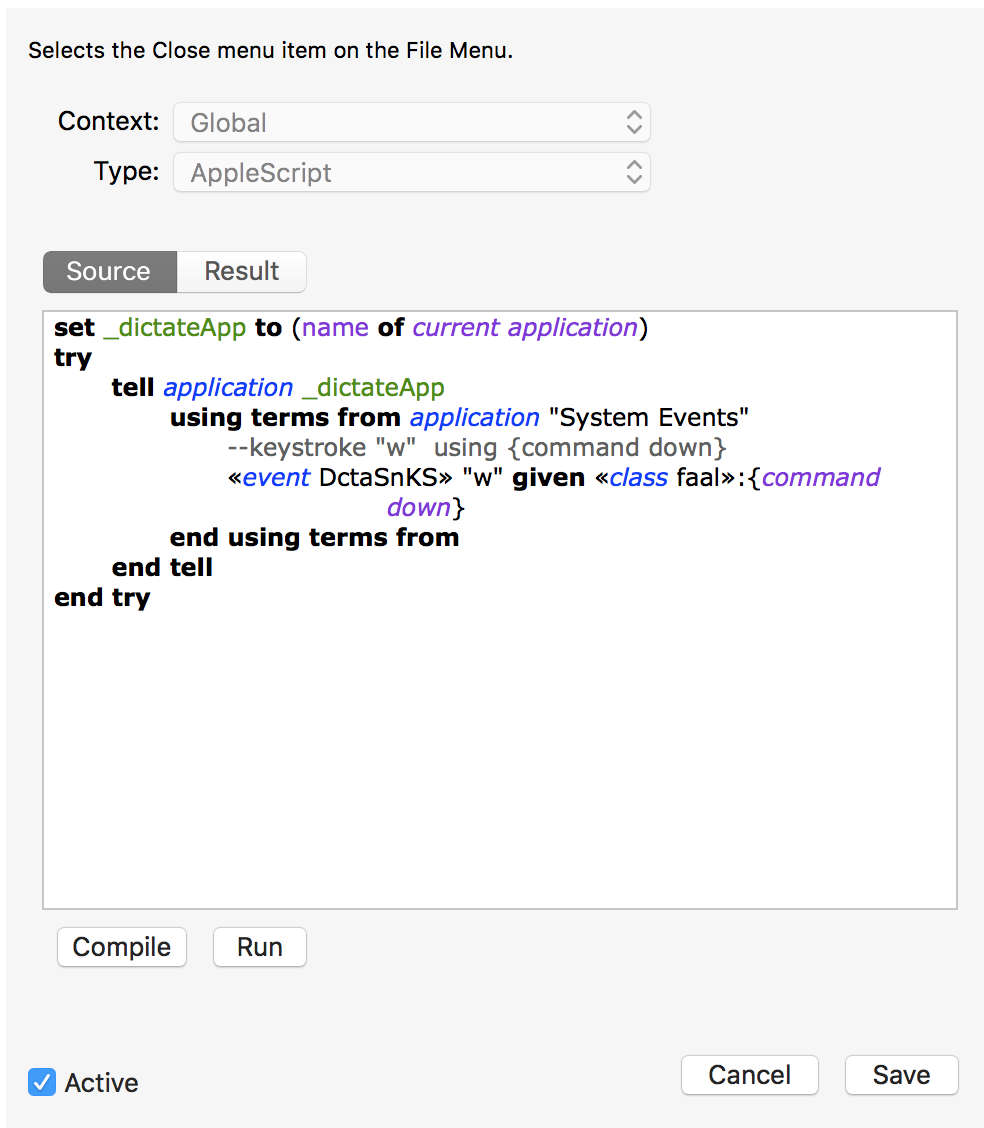 Selects the Close menu item on the File Menu.
Context: Global
Type: AppleScript
Source Result
set _dictateApp to (name of current application)
try
tell application _dictateApp
using terms from application "System Events"
--keystroke "w"  using {command down}
«event DctaSnKS» "w" given «class faal»:{command
down}
end using terms from
end tell
end try
Compile Run
Active Cancel Save